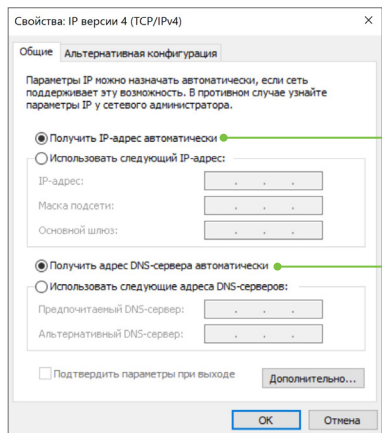 Свойства: IP версии 4 (TCP/IPv4)
Общие
Альтернативная конфигурация
Параметры IP можно назначать автоматически, если сеть
поддерживает эту возможность. В противном случае узнайте
параметры IP у сетевого администратора.
Получить IP-адрес автоматически
Использовать следующий IP-адрес:
IP-адрес:
Маска подсети:
Основной шлюз:
Получить адрес DNS-сервера автоматически
Использовать следующие адреса DNS-серверов:
Предпочитаемый DNS-сервер:
Альтернативный DNS-сервер:
Подтвердить параметры при выходе
Дополнительно...
ОК
Отмена